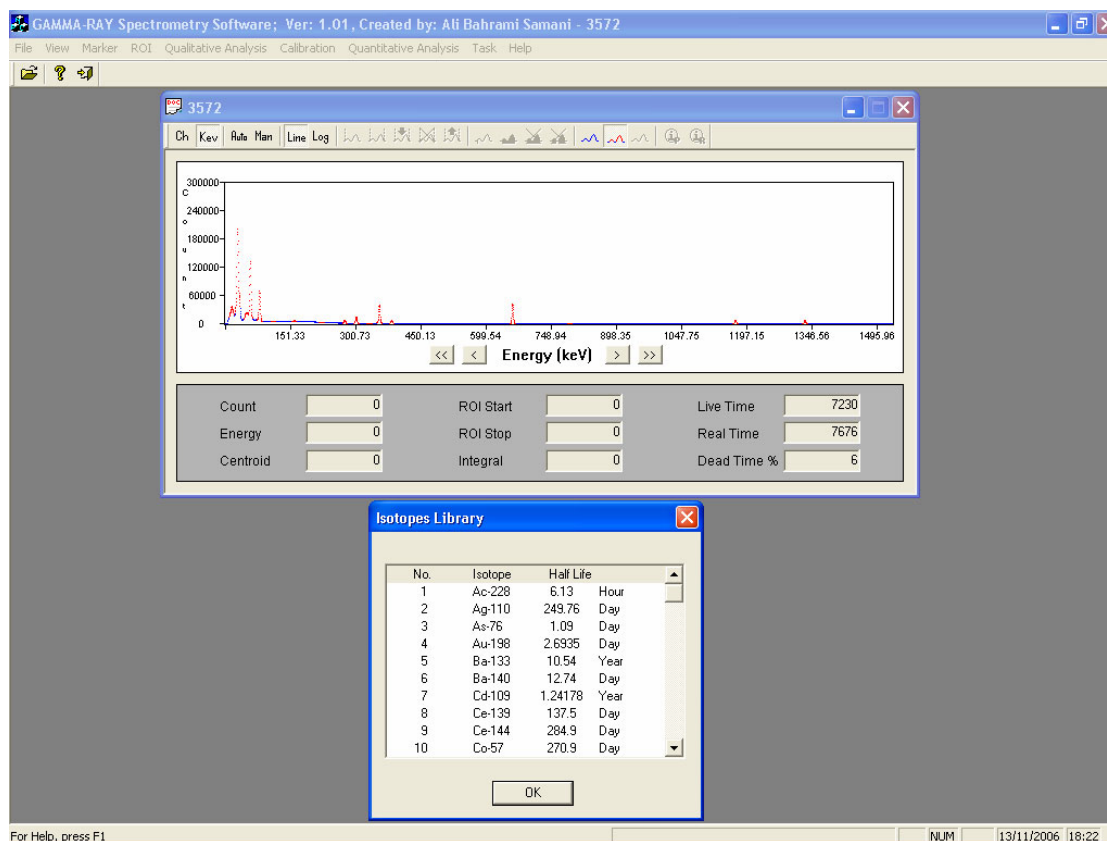 GAMMA-RAY Spectrometry Software; Ver: 1.01, Created by: Ali Bahrami Samani - 3572
File View Marker ROI Qualitative Analysis Calibration Quantitative Analysis Task Help
3572
Ch Kev Auto Man Line Log
300000
240000
180000
120000
60000
0
Count
151.33 300.73 450.13 599.54 748.94 898.35 1047.75 1197.15 1346.56 1495.96
<< < Energy (keV) > >>
Count 0 ROI Start 0 Live Time 7230
Energy 0 ROI Stop 0 Real Time 7676
Centroid 0 Integral 0 Dead Time % 6
Isotopes Library
No. Isotope Half Life
1 Ac-228 6.13 Hour
2 Ag-110 249.76 Day
3 As-76 1.09 Day
4 Au-198 2.6935 Day
5 Ba-133 10.54 Year
6 Ba-140 12.74 Day
7 Cd-109 1.24178 Year
8 Ce-139 137.5 Day
9 Ce-144 284.9 Day
10 Co-57 270.9 Day
OK
For Help, press F1 NUM 13/11/2006 18:22